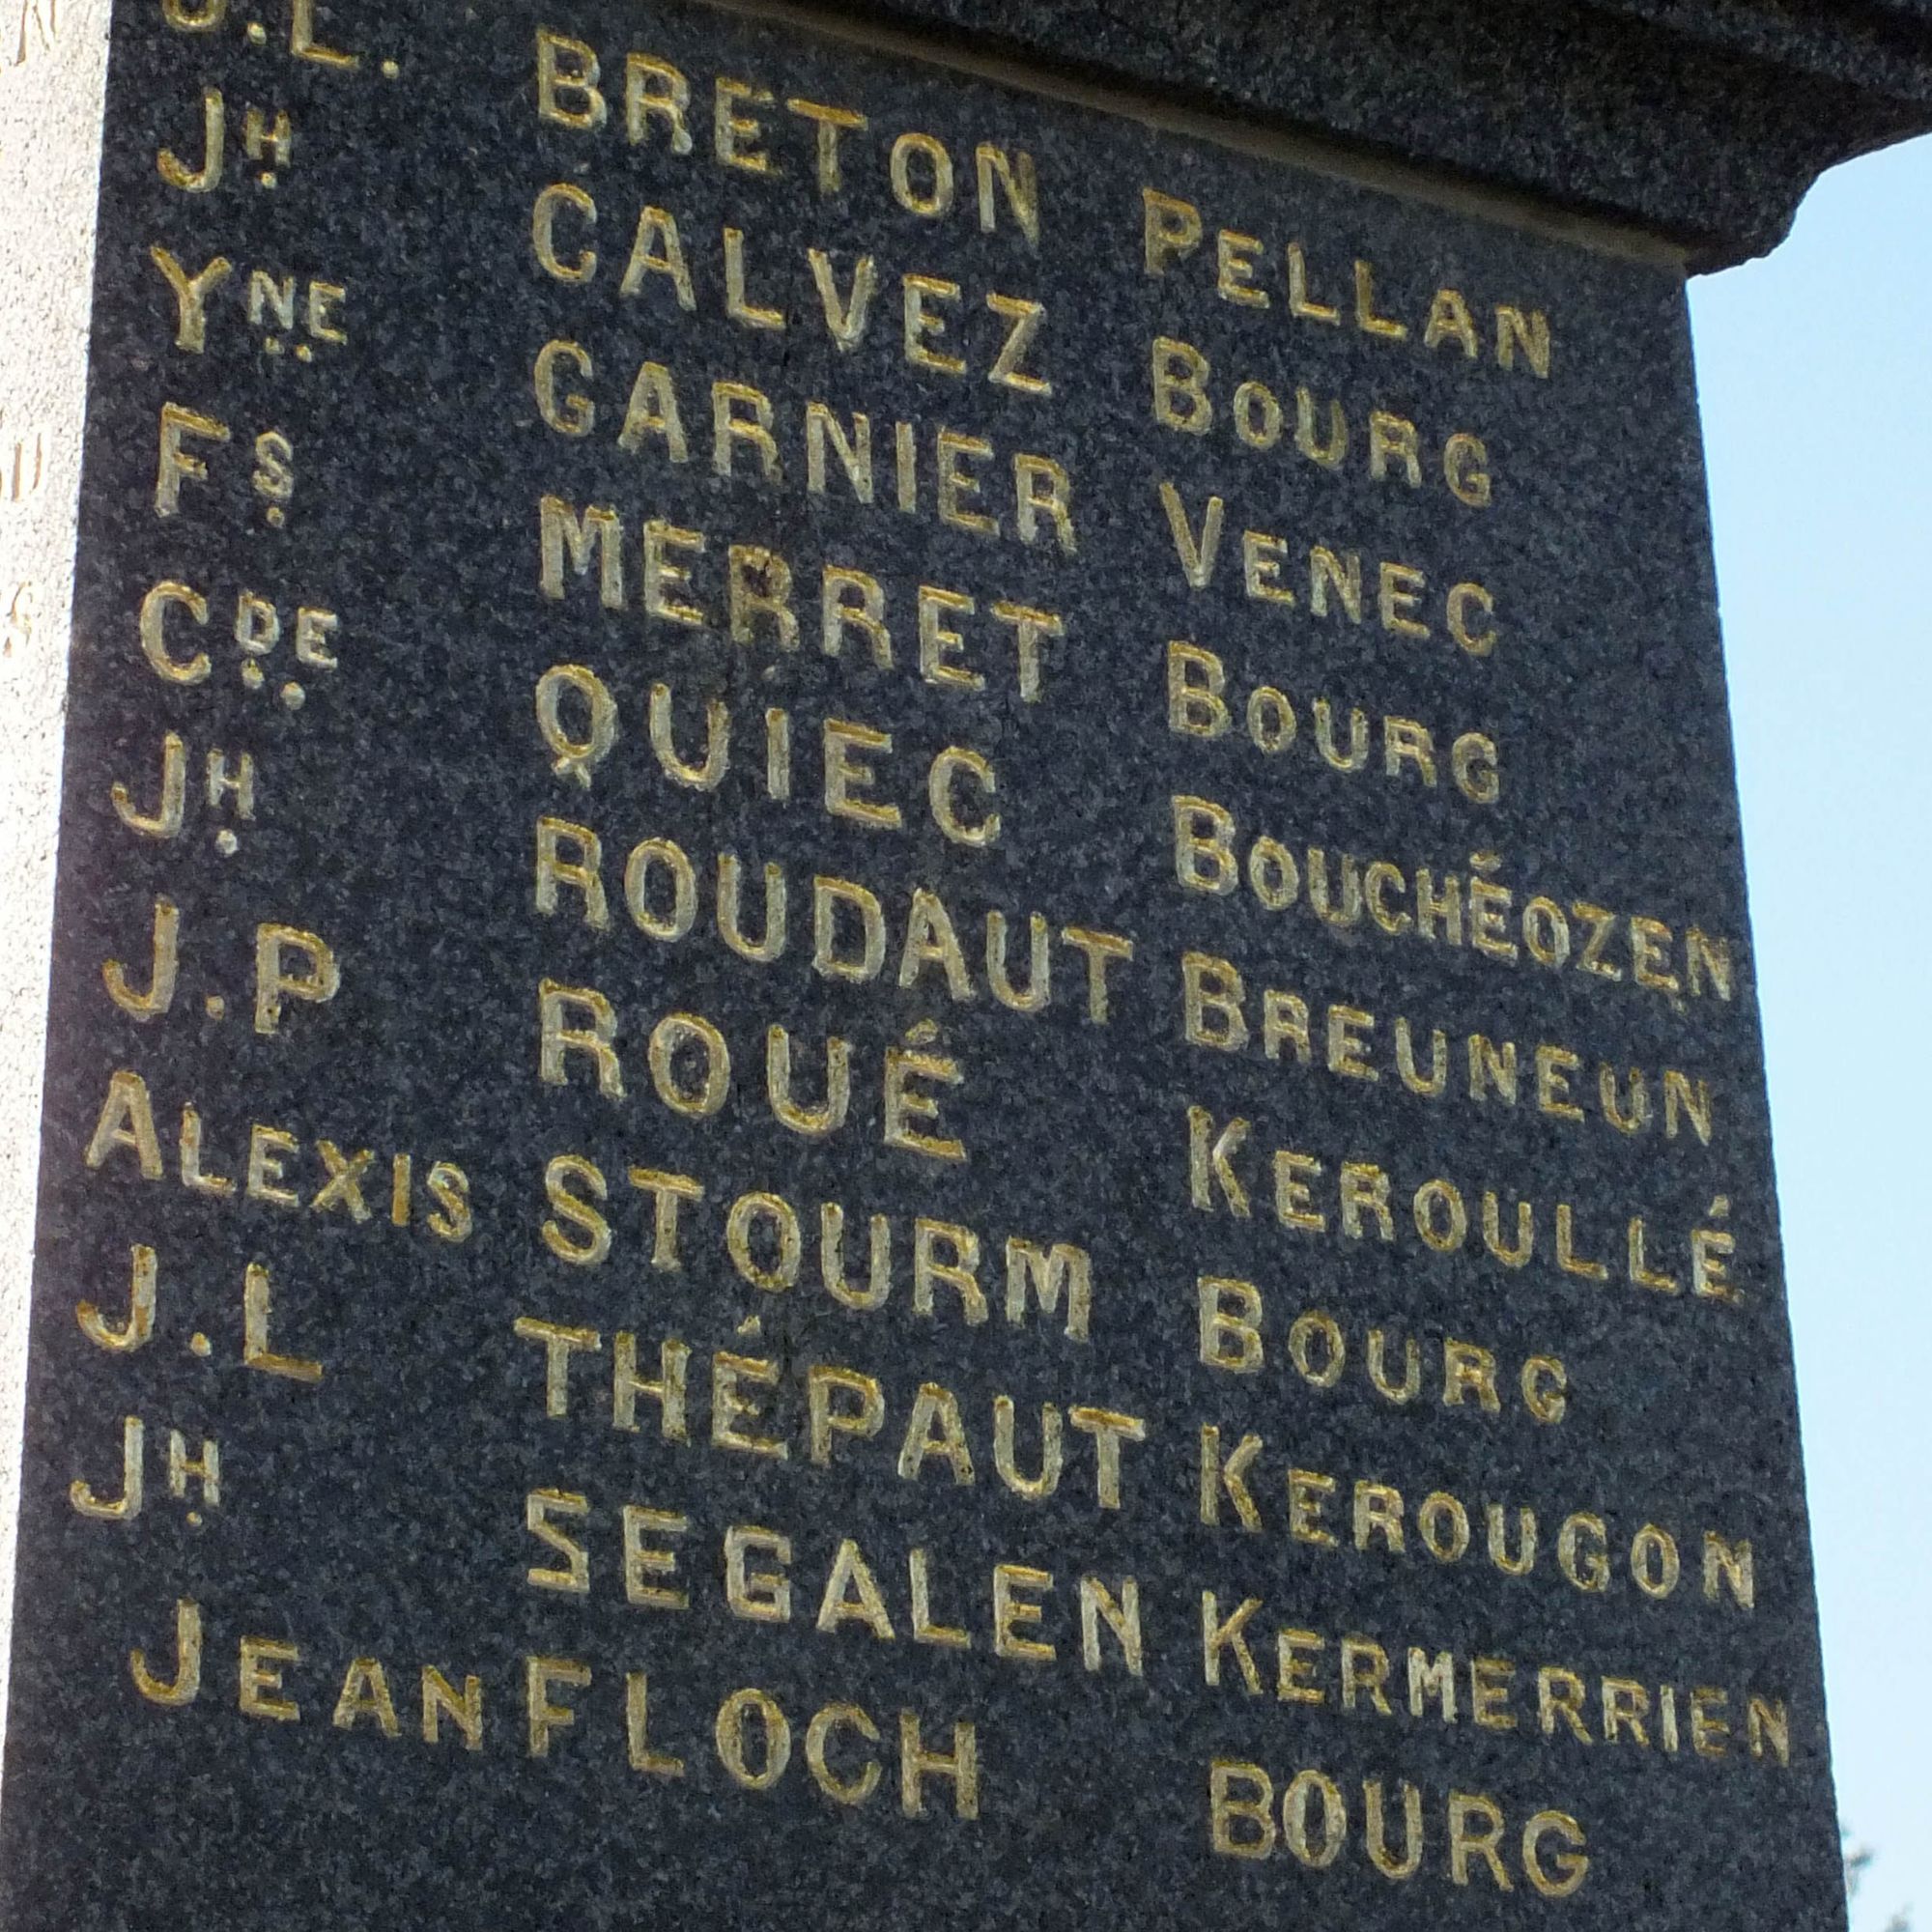 J.L. BRETON PELLAN
JH. CALVEZ BOURG
YNE. GARNIER VENEC
FS. MERRET BOURG
CDE. QUIEC BOUCHÉOZEN
JH. ROUDAUT BREUNEUN
J.P ROUÉ KEROULLÉ
ALEXIS STOURM BOURG
J.L THÉPAUT KEROUGON
JH. SEGALEN KERMERRIEN
JEAN FLOCH BOURG